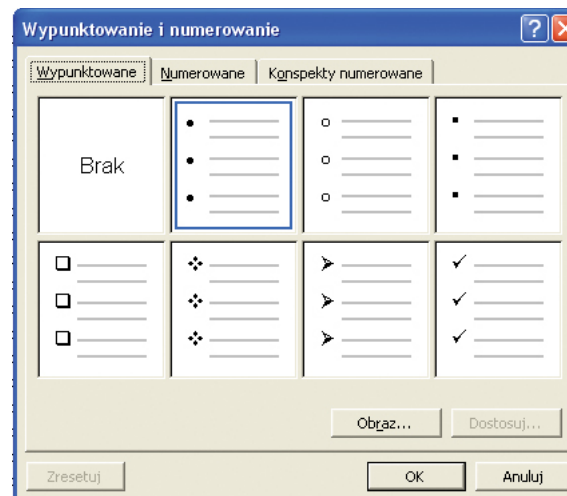 Wypunktowanie i numerowanie
Wypunktowane Numerowane Konspekty numerowane
Brak
Obraz... Dostosuj...
Zresetuj OK Anuluj